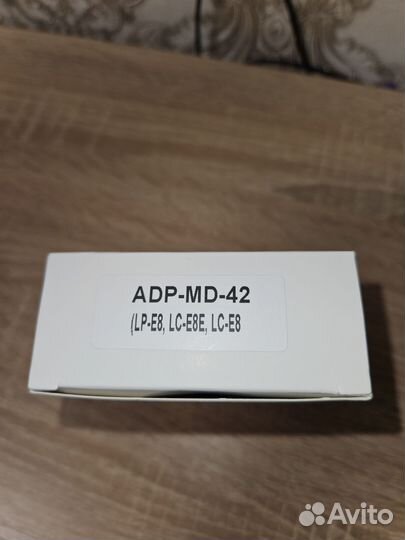 ADP-MD-42
(LP-E8, LC-E8E, LC-E8
Avito